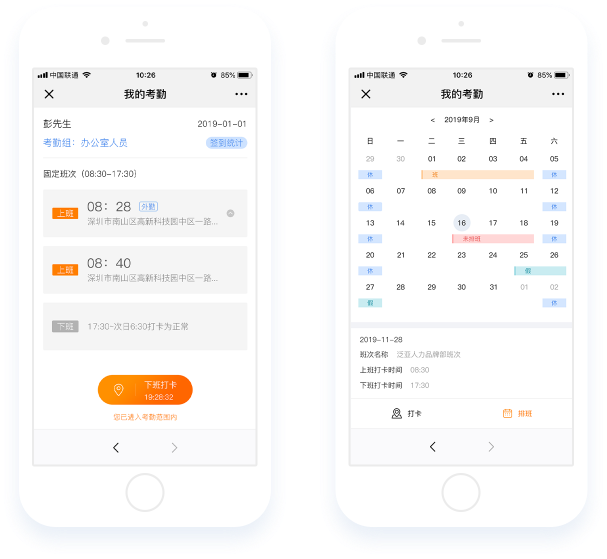 中国联通 10:26 85%
我的考勤
彭先生 2019-01-01
考勤组：办公室人员 签到统计
固定班次（08:30-17:30）
上班 08：28 外勤
深圳市南山区高新科技园中区一路...
上班 08：40
深圳市南山区高新科技园中区一路...
下班 17:30-次日6:30打卡为正常
下班打卡
19:28:32
您已进入考勤范围内
中国联通 10:26 85%
我的考勤
< 2019年9月 >
日 一 二 三 四 五 六
29 30 01 02 03 04 05
休 班 休
06 07 08 09 10 11 12
休 休
13 14 15 16 17 18 19
休 未排班 休
20 21 22 23 24 25 26
休 假
27 28 29 30 31 01 02
假 休
2019-11-28
班次名称 泛亚人力品牌部班次
上班打卡时间 08:30
下班打卡时间 17:30
打卡 排班